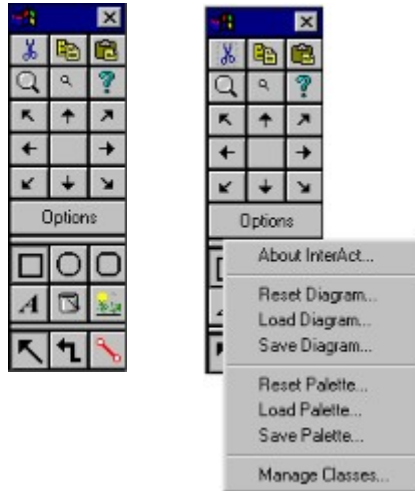 Options
A
Options
About InterAct...
Reset Diagram...
Load Diagram...
Save Diagram...
Reset Palette...
Load Palette...
Save Palette...
Manage Classes...